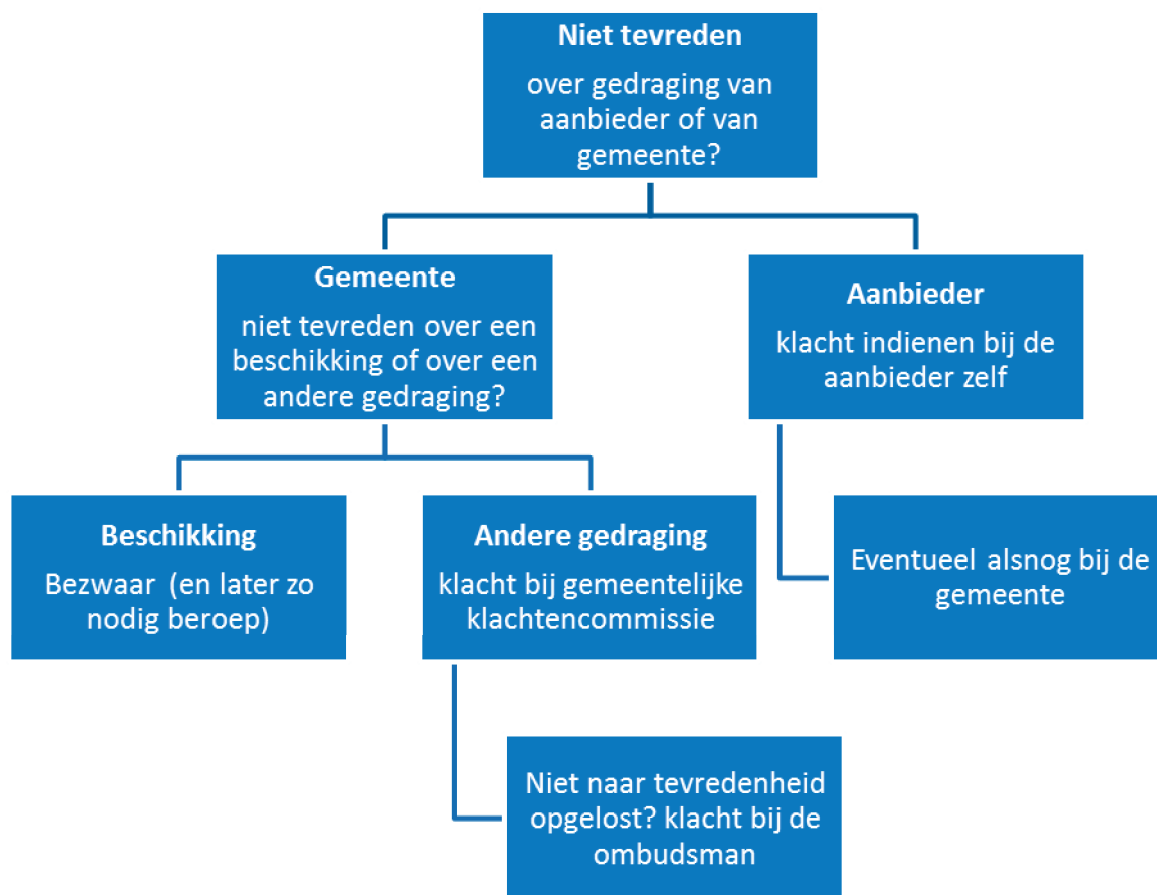 Niet tevreden
over gedraging van
aanbieder of van
gemeente?
Gemeente
niet tevreden over een
beschikking of over een
andere gedraging?
Aanbieder
klacht indienen bij de
aanbieder zelf
Beschikking
Bezwaar (en later zo
nodig beroep)
Andere gedraging
klacht bij gemeentelijke
klachtencommissie
Eventueel alsnog bij de
gemeente
Niet naar tevredenheid
opgelost? klacht bij de
ombudsman